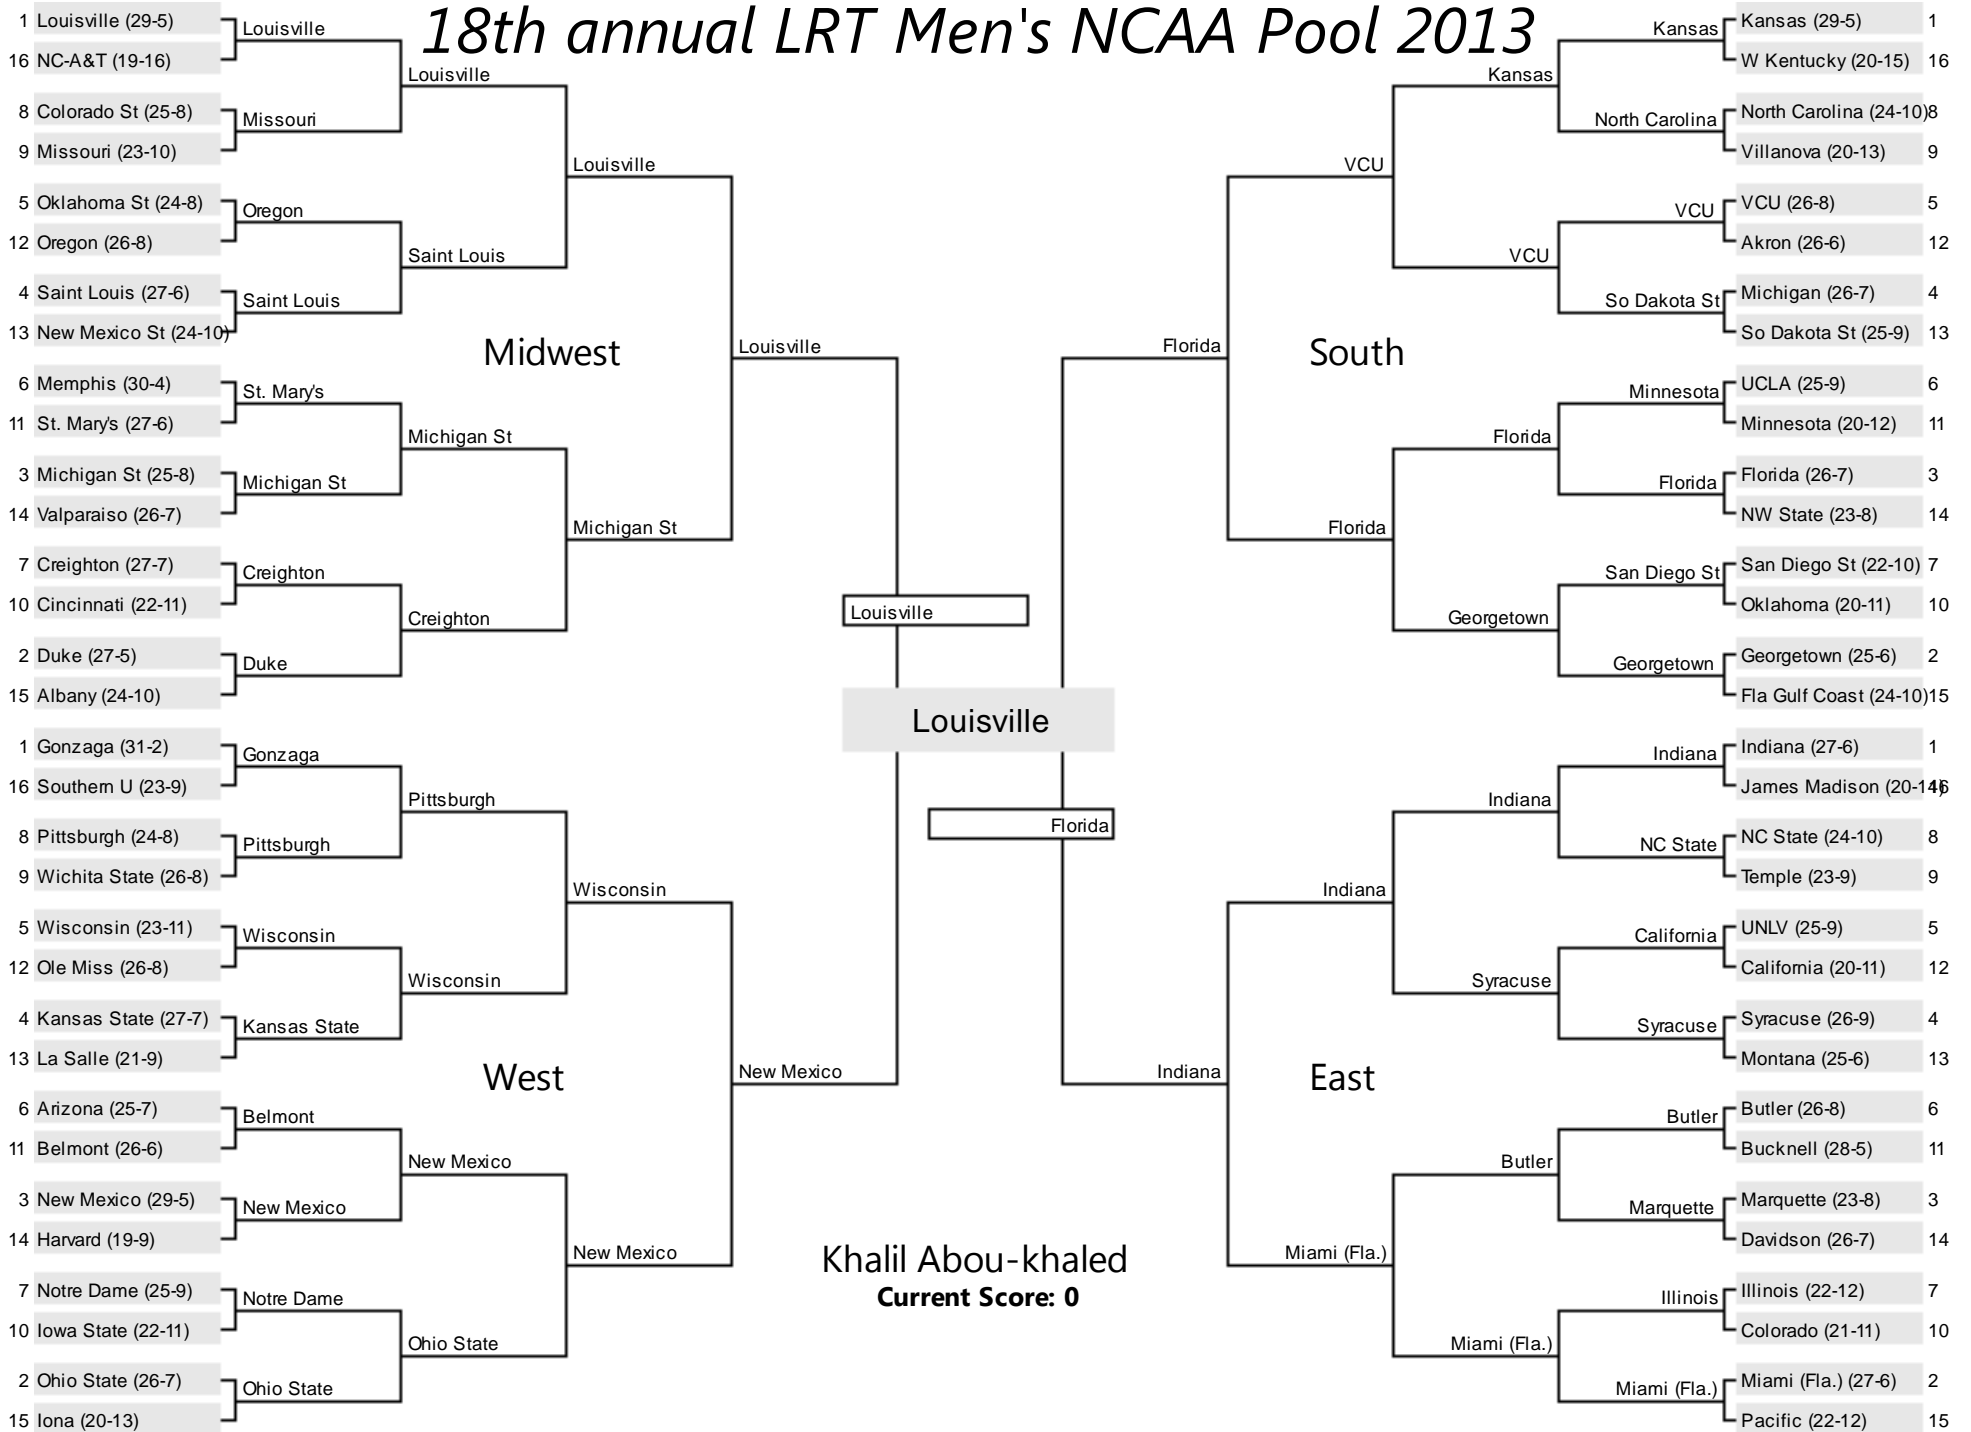 18th annual LRT Men's NCAA Pool 2013
1 Louisville (29-5)
16 NC-A&T (19-16)
8 Colorado St (25-8)
9 Missouri (23-10)
5 Oklahoma St (24-8)
12 Oregon (26-8)
4 Saint Louis (27-6)
13 New Mexico St (24-10)
6 Memphis (30-4)
11 St. Mary's (27-6)
3 Michigan St (25-8)
14 Valparaiso (26-7)
7 Creighton (27-7)
10 Cincinnati (22-11)
2 Duke (27-5)
15 Albany (24-10)
Louisville
Missouri
Oregon
Saint Louis
St. Mary's
Michigan St
Creighton
Duke
Louisville
Saint Louis
Michigan St
Creighton
Louisville
Michigan St
Midwest
Louisville
1 Gonzaga (31-2)
16 Southern U (23-9)
8 Pittsburgh (24-8)
9 Wichita State (26-8)
5 Wisconsin (23-11)
12 Ole Miss (26-8)
4 Kansas State (27-7)
13 La Salle (21-9)
6 Arizona (25-7)
11 Belmont (26-6)
3 New Mexico (29-5)
14 Harvard (19-9)
7 Notre Dame (25-9)
10 Iowa State (22-11)
2 Ohio State (26-7)
15 Iona (20-13)
Gonzaga
Pittsburgh
Wisconsin
Kansas State
Belmont
New Mexico
Notre Dame
Ohio State
Pittsburgh
Wisconsin
New Mexico
Ohio State
Wisconsin
New Mexico
West
New Mexico
Louisville
Louisville
Florida
Khalil Abou-khaled
Current Score: 0
Kansas (29-5) 1
W Kentucky (20-15) 16
North Carolina (24-10) 8
Villanova (20-13) 9
VCU (26-8) 5
Akron (26-6) 12
Michigan (26-7) 4
So Dakota St (25-9) 13
UCLA (25-9) 6
Minnesota (20-12) 11
Florida (26-7) 3
NW State (23-8) 14
San Diego St (22-10) 7
Oklahoma (20-11) 10
Georgetown (25-6) 2
Fla Gulf Coast (24-10) 15
Kansas
North Carolina
VCU
So Dakota St
Minnesota
Florida
San Diego St
Georgetown
Kansas
VCU
Florida
Georgetown
VCU
Florida
South
Florida
Indiana (27-6) 1
James Madison (20-14) 16
NC State (24-10) 8
Temple (23-9) 9
UNLV (25-9) 5
California (20-11) 12
Syracuse (26-9) 4
Montana (25-6) 13
Butler (26-8) 6
Bucknell (28-5) 11
Marquette (23-8) 3
Davidson (26-7) 14
Illinois (22-12) 7
Colorado (21-11) 10
Miami (Fla.) (27-6) 2
Pacific (22-12) 15
Indiana
NC State
California
Syracuse
Butler
Marquette
Illinois
Miami (Fla.)
Indiana
Syracuse
Butler
Miami (Fla.)
Indiana
Miami (Fla.)
East
Indiana